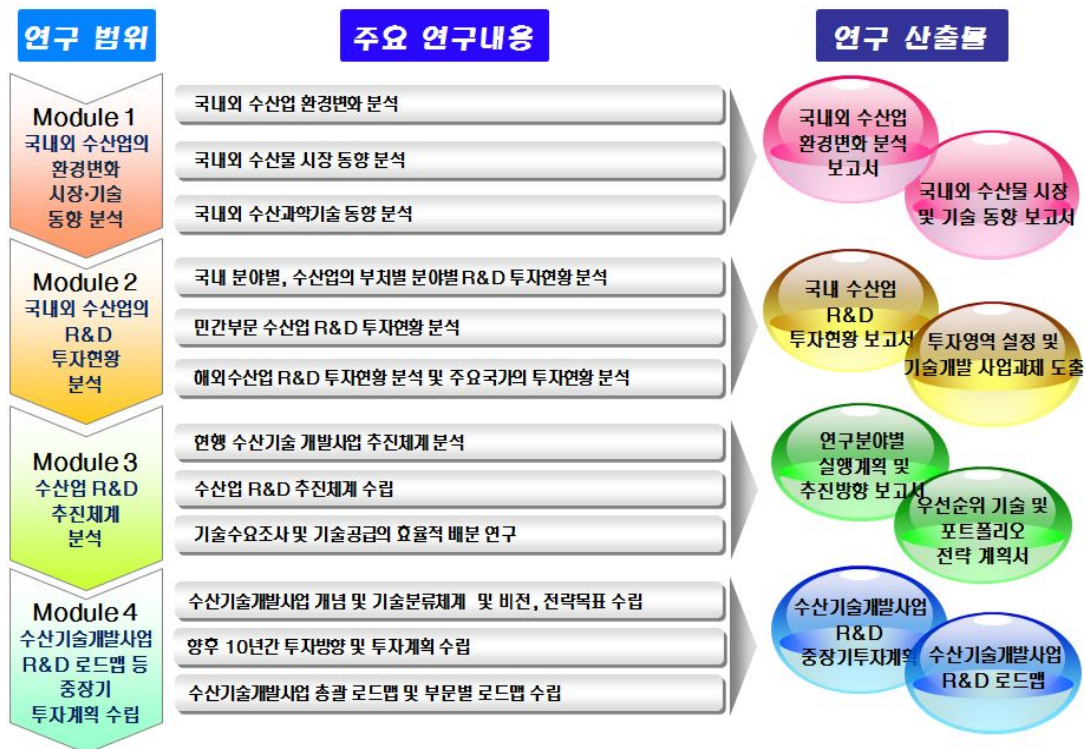 연구 범위
주요 연구내용
연구 산출물
Module 1
국내외 수산업의
환경변화
시장·기술
동향 분석
국내외 수산업 환경변화 분석
국내외 수산물 시장 동향 분석
국내외 수산과학기술 동향 분석
국내외 수산업
환경변화 분석
보고서
국내외 수산물 시장
및 기술 동향 보고서
Module 2
국내외 수산업의
R&D
투자현황
분석
국내 분야별, 수산업의 부처별 분야별 R&D 투자현황 분석
민간부문 수산업 R&D 투자현황 분석
해외수산업 R&D 투자현황 분석 및 주요국가의 투자현황 분석
국내 수산업
R&D
투자현황 보고서
투자영역 설정 및
기술개발 사업과제 도출
Module 3
수산업 R&D
추진체계
분석
현행 수산기술 개발사업 추진체계 분석
수산업 R&D 추진체계 수립
기술수요조사 및 기술공급의 효율적 배분 연구
연구분야별
실행계획 및
추진방향 보고서
우선순위 기술 및
포트폴리오
전략 계획서
Module 4
수산기술개발사업
R&D 로드맵 등
중장기
투자계획 수립
수산기술개발사업 개념 및 기술분류체계 및 비전, 전략목표 수립
향후 10년간 투자방향 및 투자계획 수립
수산기술개발사업 총괄 로드맵 및 부문별 로드맵 수립
수산기술개발사업
R&D
중장기투자계획
수산기술개발사업
R&D 로드맵